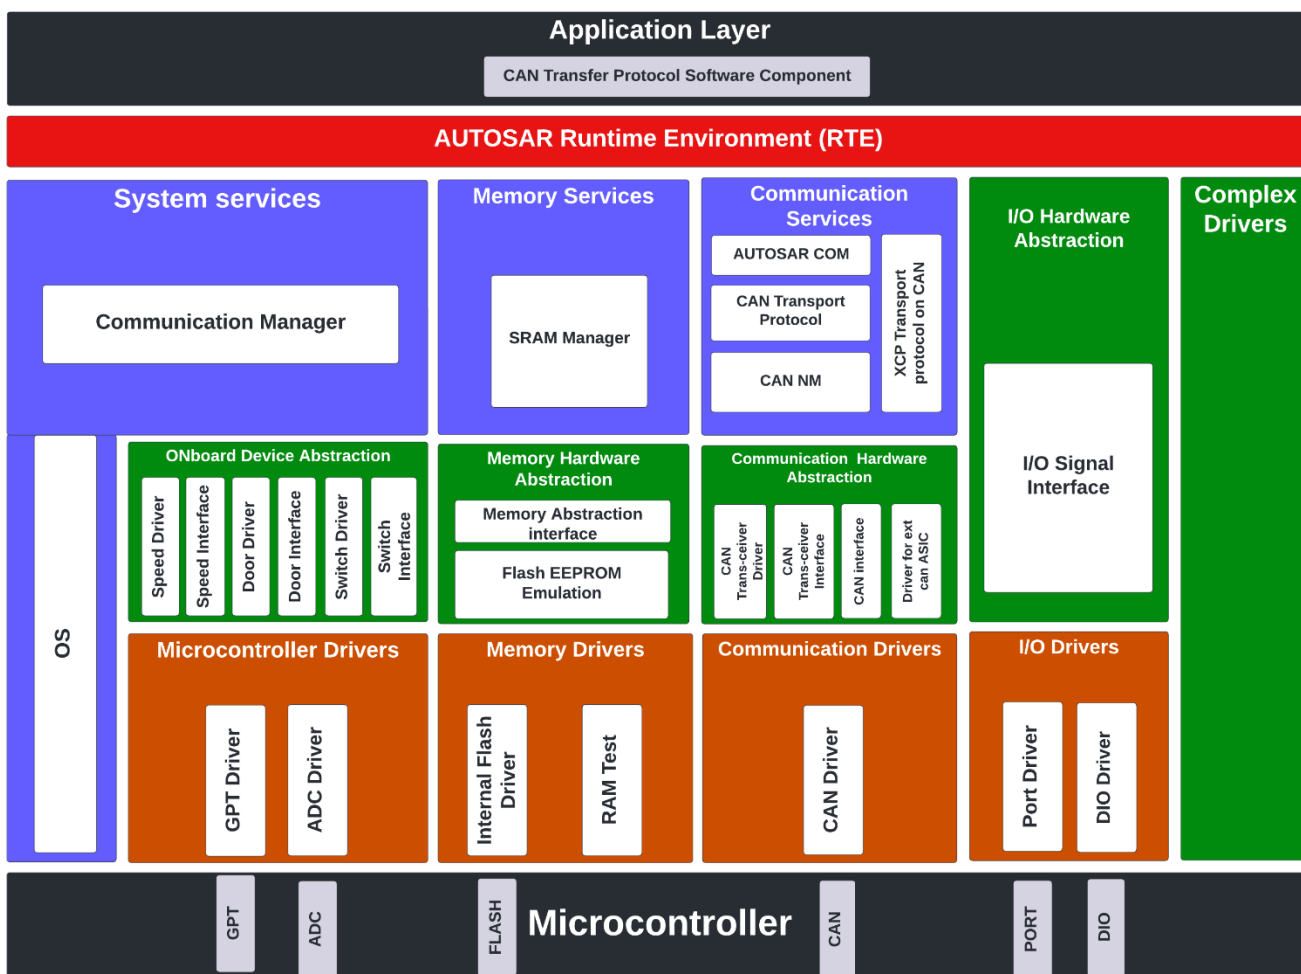 Application Layer
CAN Transfer Protocol Software Component
AUTOSAR Runtime Environment (RTE)
System services
Communication Manager
Memory Services
SRAM Manager
Communication
Services
AUTOSAR COM
CAN Transport
Protocol
CAN NM
XCP Transport
protocol on CAN
I/O Hardware
Abstraction
I/O Signal
Interface
Complex
Drivers
OS
ONboard Device Abstraction
Speed Driver
Speed Interface
Door Driver
Door Interface
Switch Driver
Switch
Interface
Memory Hardware
Abstraction
Memory Abstraction
interface
Flash EEPROM
Emulation
Communication Hardware
Abstraction
CAN
Trans-ceiver
Driver
CAN
Trans-ceiver
Interface
CAN interface
Driver for ext
can ASIC
Microcontroller Drivers
GPT Driver
ADC Driver
Memory Drivers
Internal Flash
Driver
RAM Test
Communication Drivers
CAN Driver
I/O Drivers
Port Driver
DIO Driver
Microcontroller
GPT
ADC
FLASH
CAN
PORT
DIO